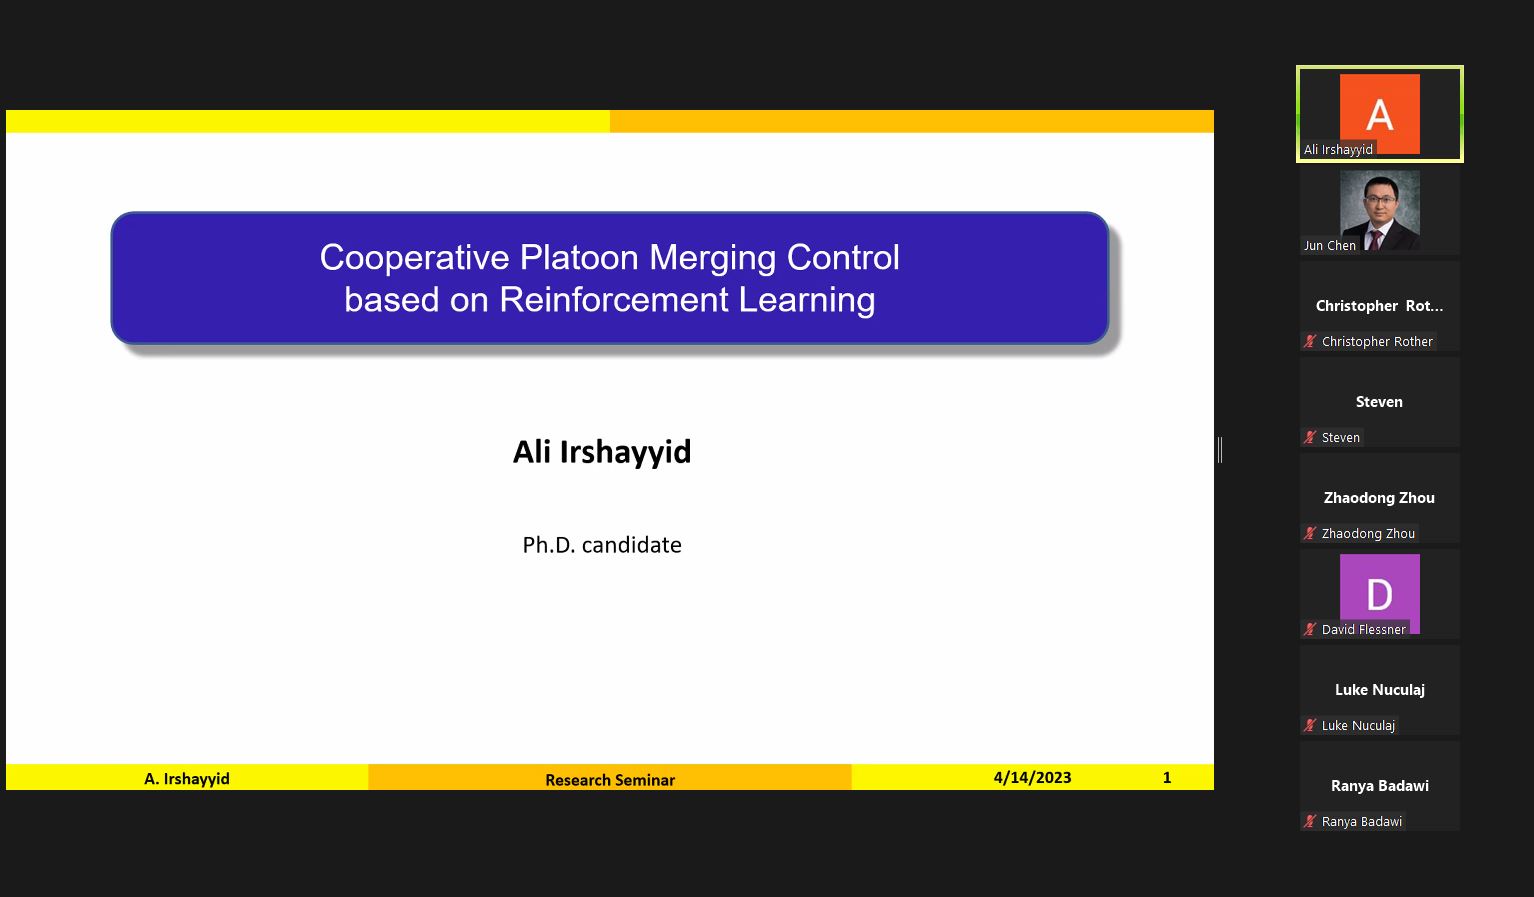 Cooperative Platoon Merging Control
based on Reinforcement Learning
Ali Irshayyid
Ph.D. candidate
A. Irshayyid
Research Seminar
4/14/2023
1
A
Ali Irshayyid
Jun Chen
Christopher Rot...
Christopher Rother
Steven
Steven
Zhaodong Zhou
Zhaodong Zhou
D
David Flessner
Luke Nuculaj
Luke Nuculaj
Ranya Badawi
Ranya Badawi